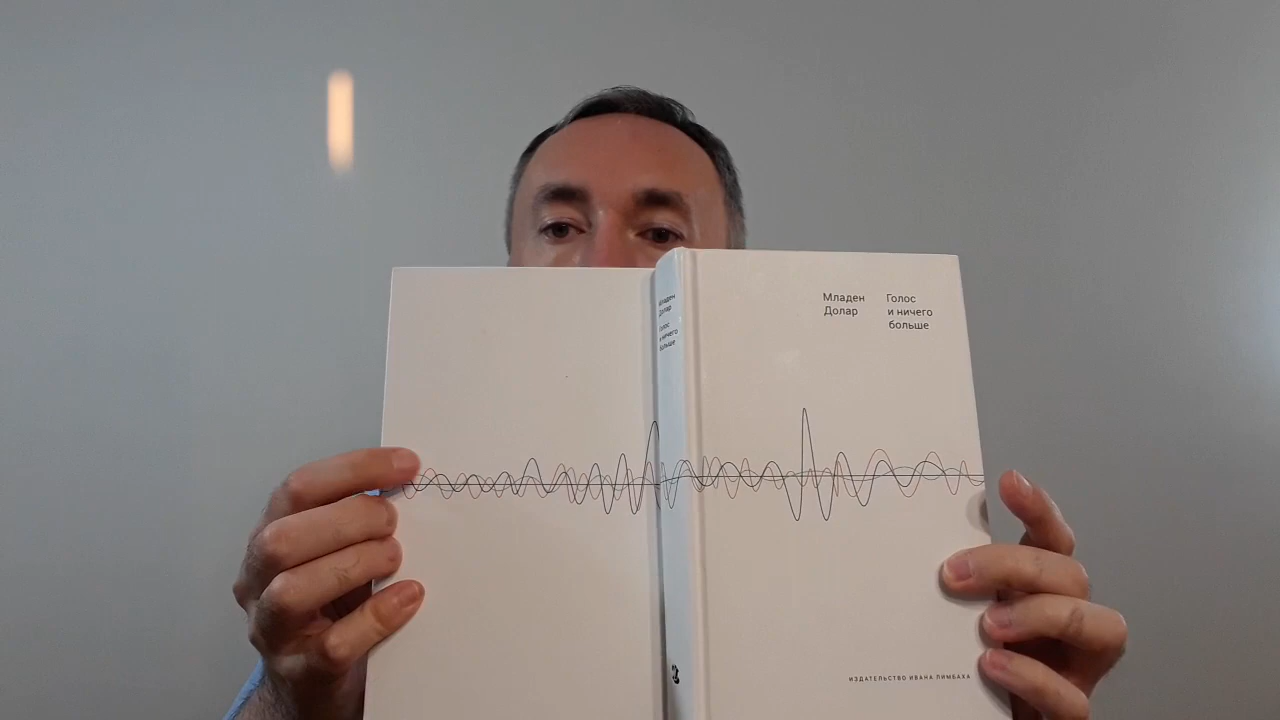 Младен
Долар
Голос
и ничего
больше
Младен
Долар
Голос
и ничего
больше
ИЗДАТЕЛЬСТВО ИВАНА ЛИМБАХА